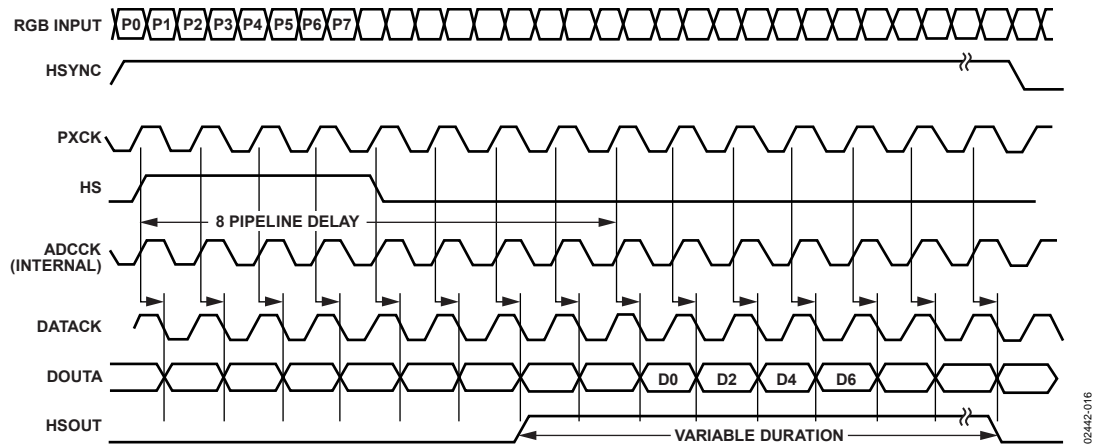 RGB INPUT P0 P1 P2 P3 P4 P5 P6 P7
HSYNC
PXCK
HS
8 PIPELINE DELAY
ADCCK
(INTERNAL)
DATACK
DOUTA D0 D2 D4 D6
HSOUT VARIABLE DURATION
02442-016